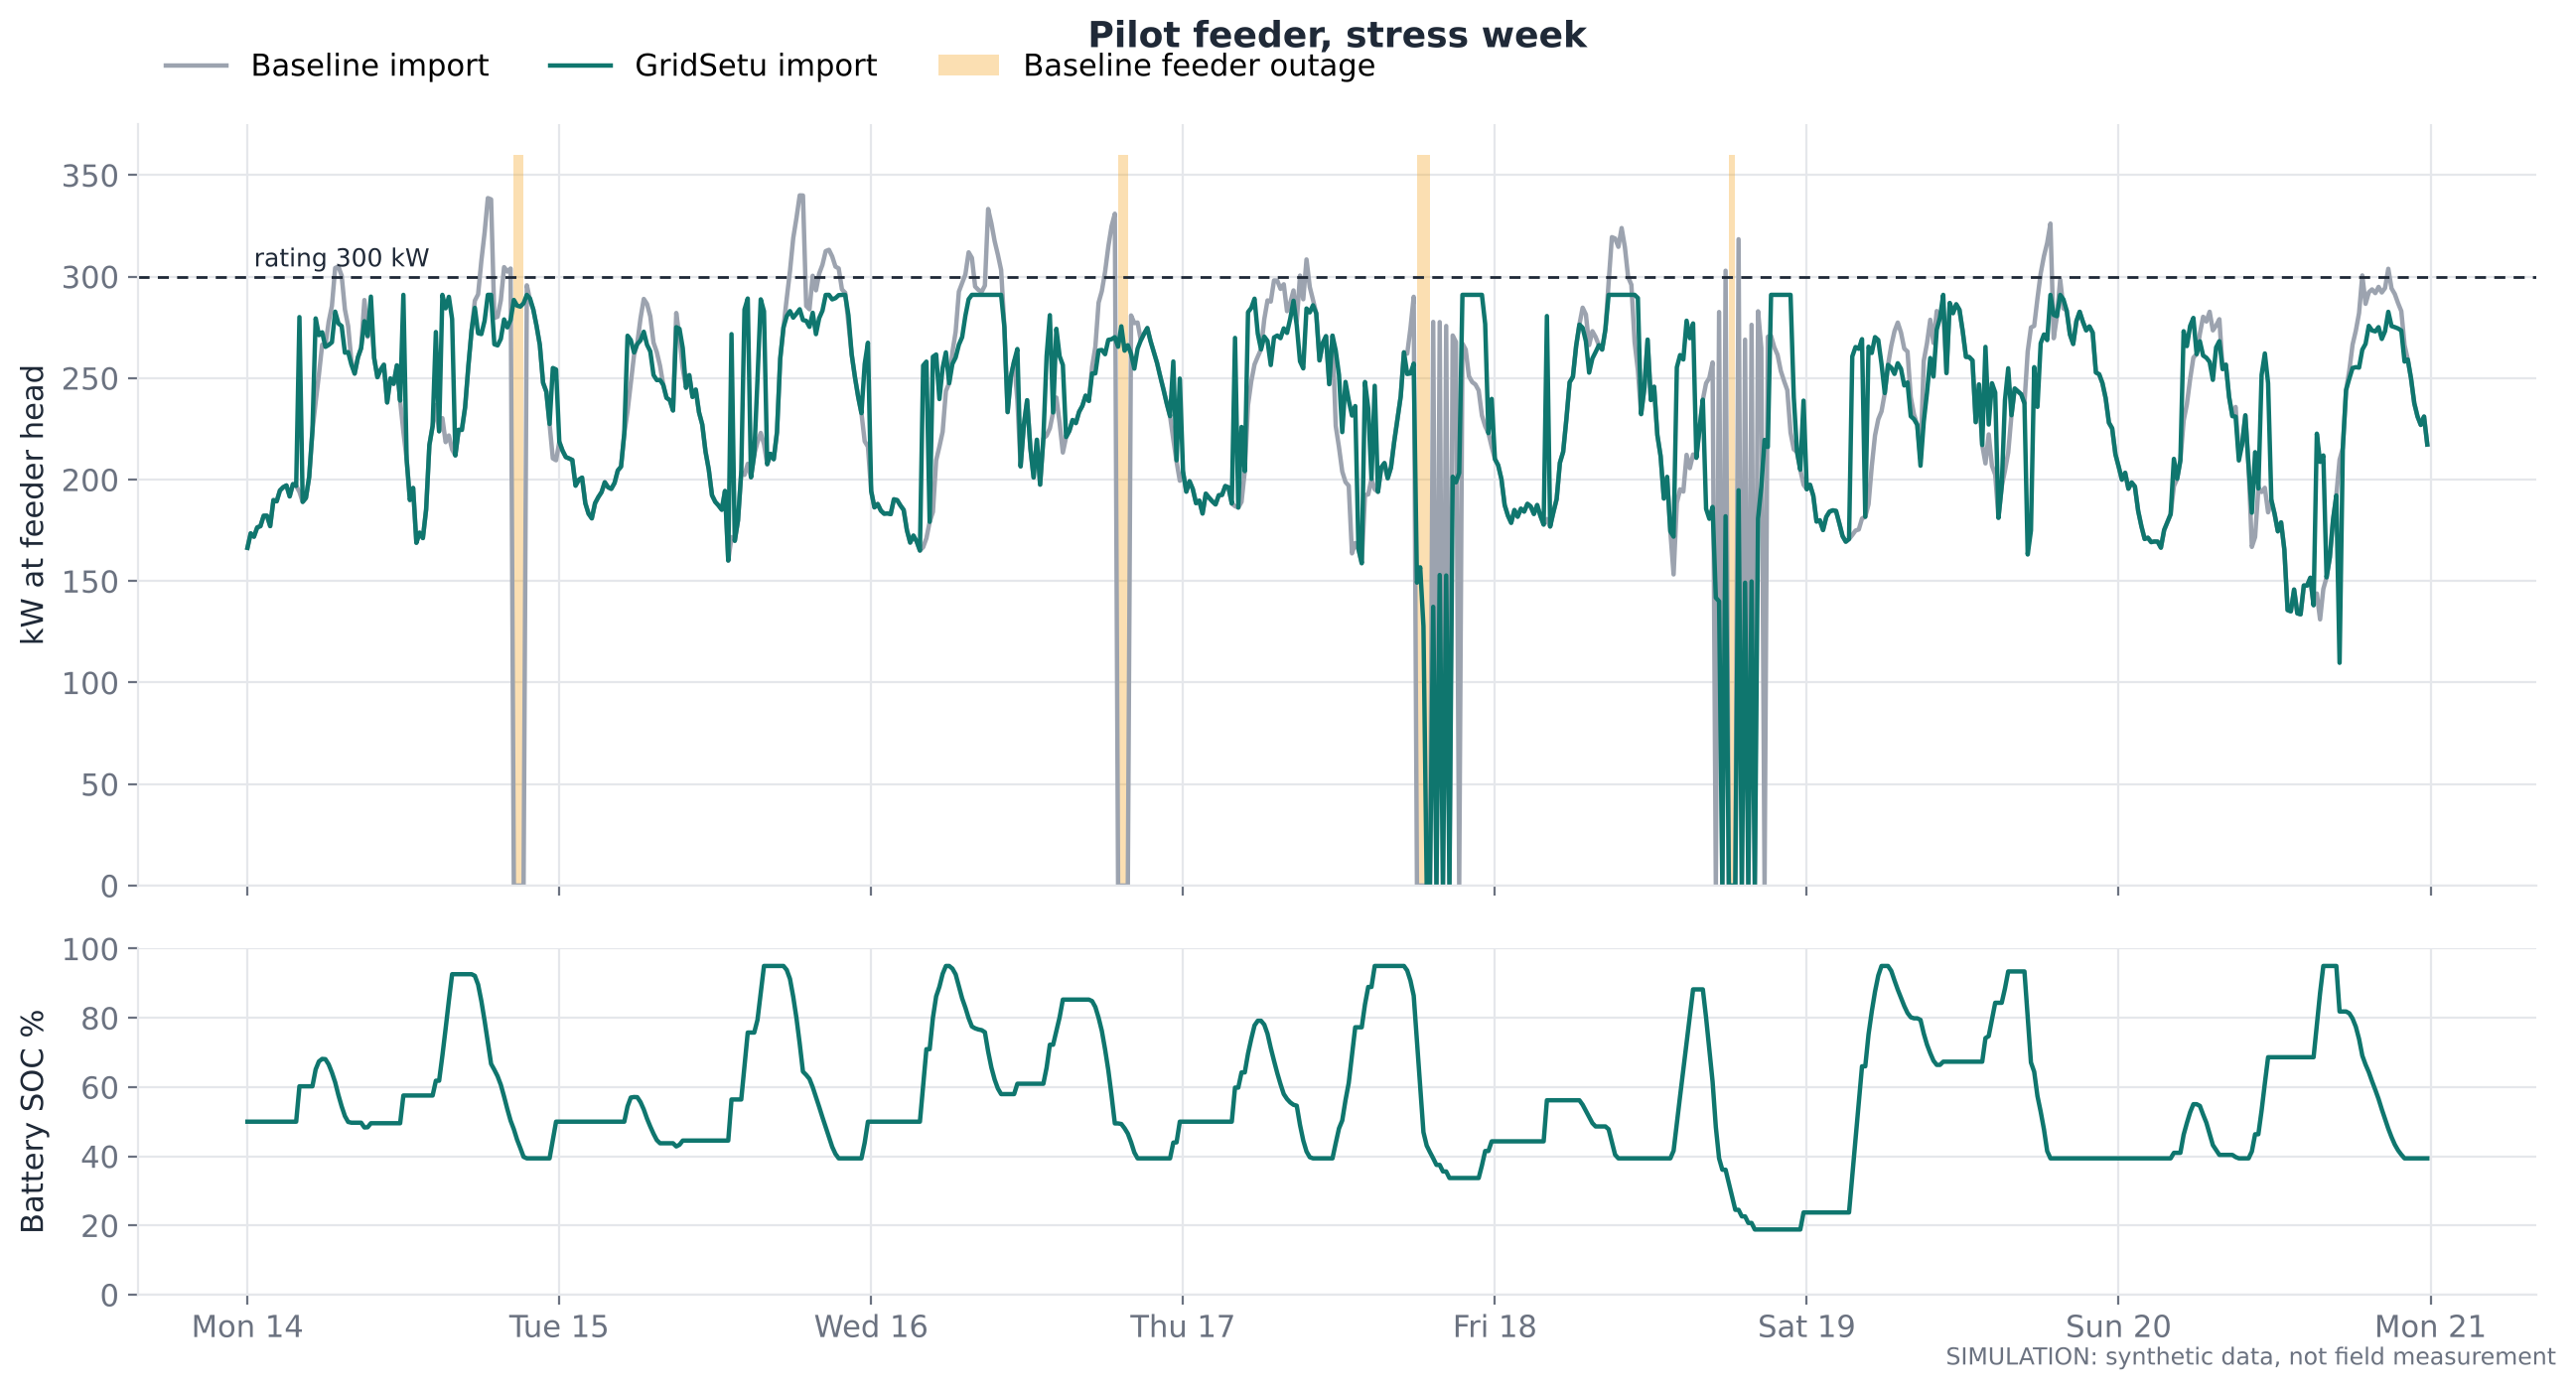 Pilot feeder, stress week
Baseline import GridSetu import Baseline feeder outage
350
rating 300 kW
300
250
200
150
100
50
0
kW at feeder head
100
80
60
40
20
0
Battery SOC %
Mon 14 Tue 15 Wed 16 Thu 17 Fri 18 Sat 19 Sun 20 Mon 21
SIMULATION: synthetic data, not field measurement